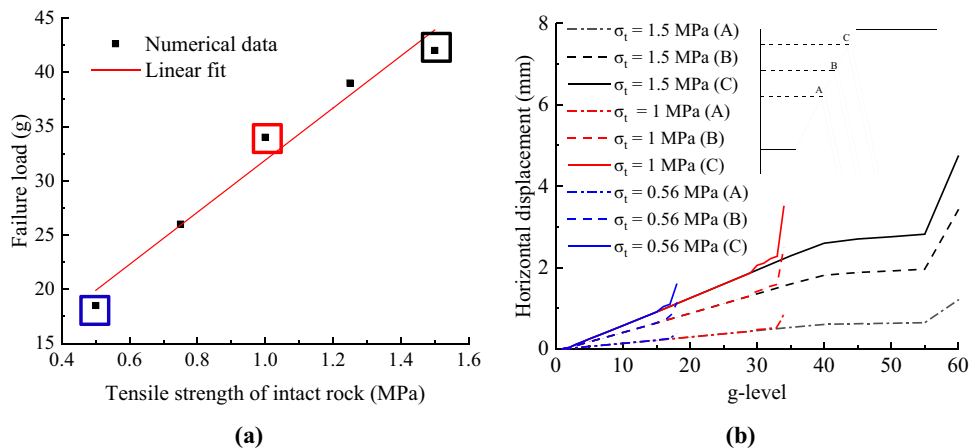 45
40
35
30
25
20
15
0.4
0.6
0.8
1.0
1.2
1.4
1.6
Failure load (g)
Tensile strength of intact rock (MPa)
Numerical data
Linear fit
(a)
8
6
4
2
0
0
10
20
30
40
50
60
Horizontal displacement (mm)
g-level
σt = 1.5 MPa (A)
σt = 1.5 MPa (B)
σt = 1.5 MPa (C)
σt = 1 MPa (A)
σt = 1 MPa (B)
σt = 1 MPa (C)
σt = 0.56 MPa (A)
σt = 0.56 MPa (B)
σt = 0.56 MPa (C)
C
B
A
(b)